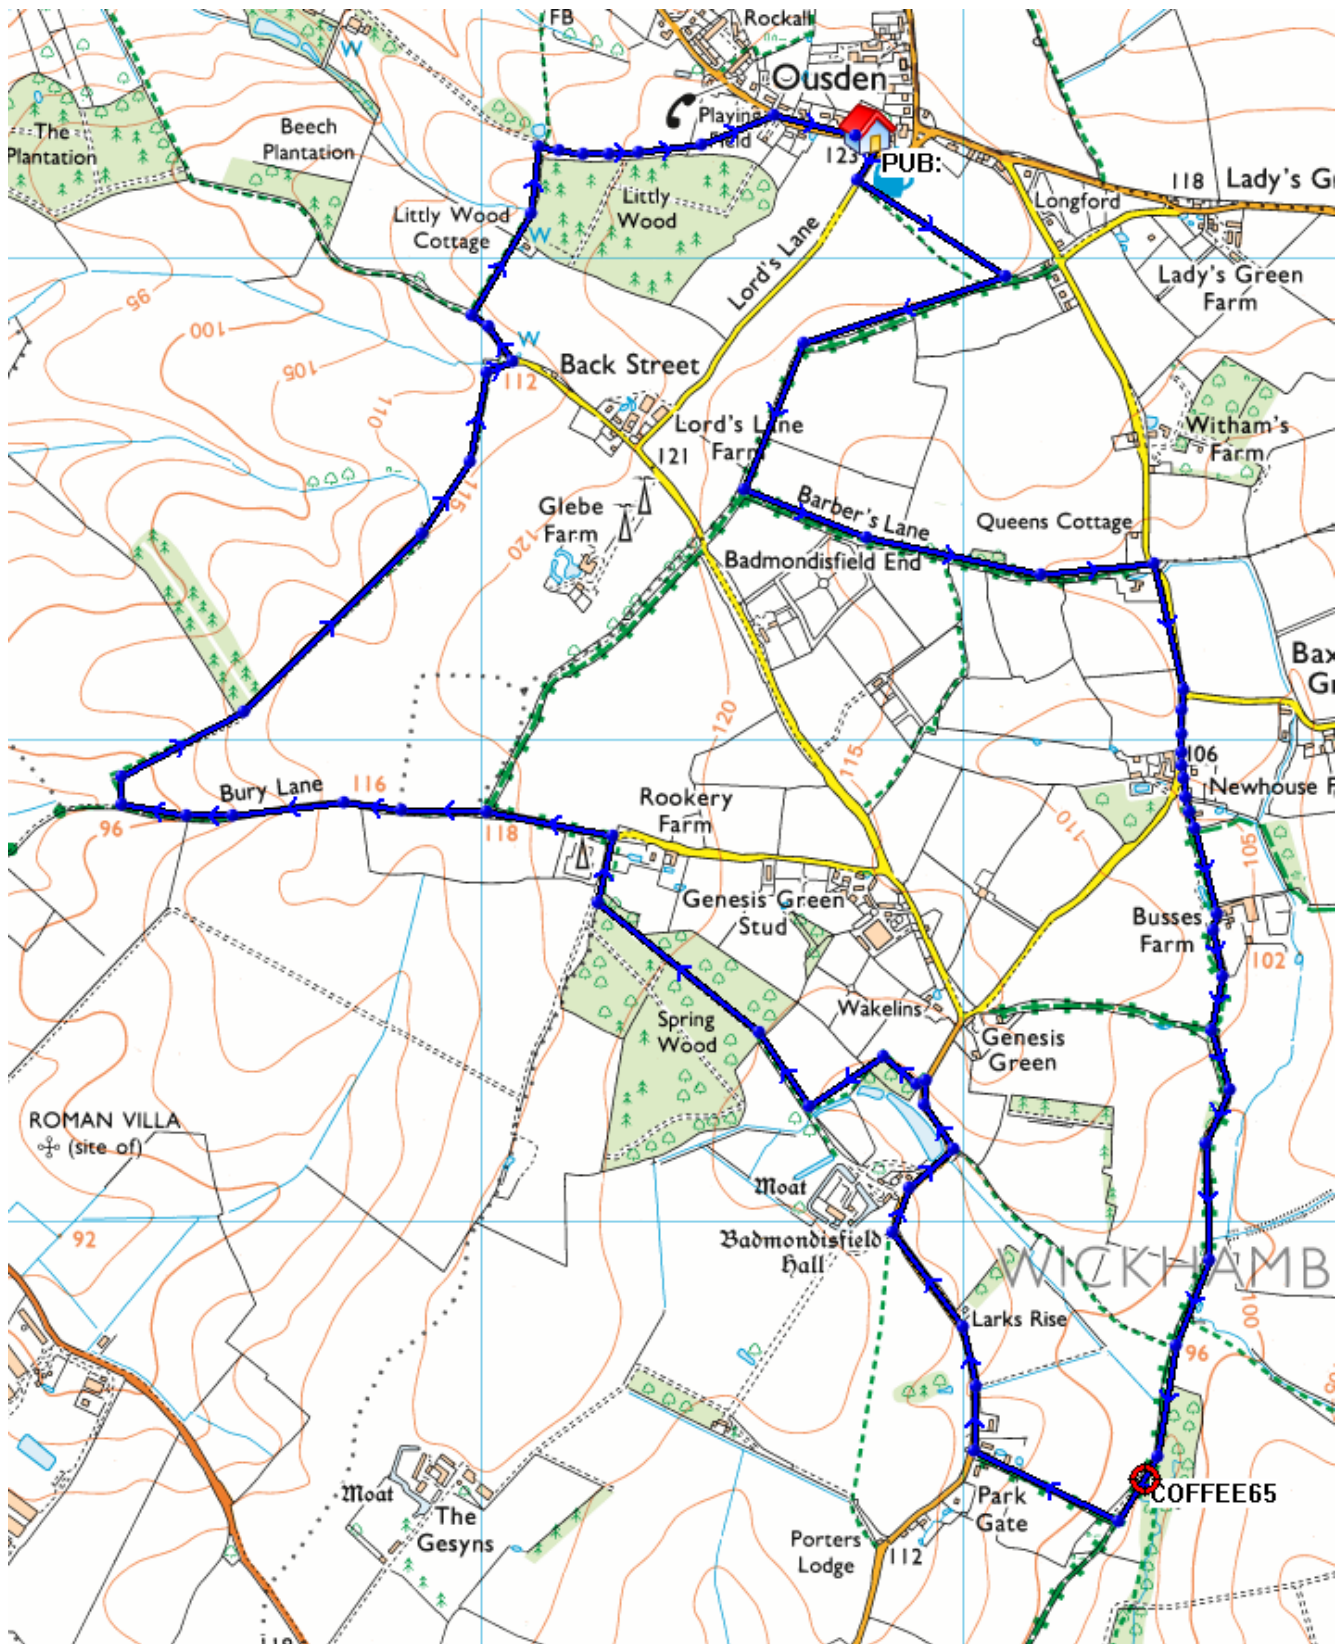 FB
Rockall
W
Ousden
The
Plantation
Beech
Plantation
Playing
Field
123
PUB:
118
Lady's Gr
Littly
Wood
Longford
Littly Wood
Cottage
W
Lord's Lane
Lady's Green
Farm
95
100
105
110
W
112
Back Street
Lord's Lane
Farm
121
Witham's
Farm
115
Glebe
Farm
120
Barber's Lane
Queens Cottage
Badmondisfield End
Bax
Gr
120
115
106
Newhouse F
Bury Lane
116
96
118
Rookery
Farm
110
105
Genesis Green
Stud
Busses
Farm
102
Wakelins
Spring
Wood
Genesis
Green
ROMAN VILLA
(site of)
Moat
Badmondisfield
Hall
92
WICKHAMB
100
Larks Rise
96
Moat
The
Gesyns
Park
Gate
COFFEE65
Porters
Lodge
112